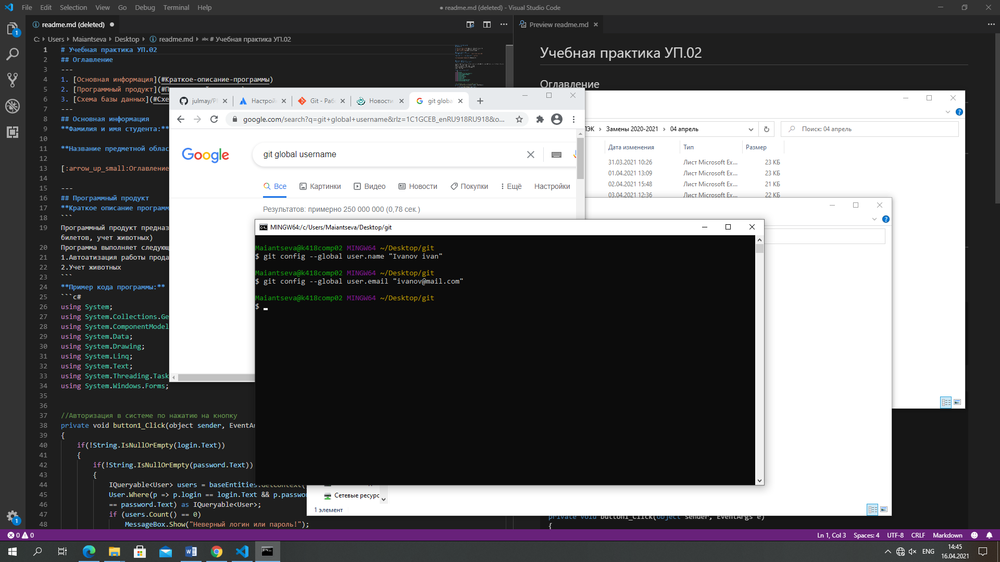 File Edit Selection View Go Debug Terminal Help
● readme.md (deleted) - Visual Studio Code
readme.md (deleted) ●
Preview readme.md
C: › Users › Maiantseva › Desktop › readme.md › abc # Учебная практика УП.02
1 # Учебная практика УП.02
2 ## Оглавление
3 ---
4 1. [Основная информация](#Краткое-описание-программы)
5 2. [Программный продукт](#П
6 3. [Схема базы данных](#Схе
7 ---
8 ## Основная информация
9 **Фамилия и имя студента:**
10
11 **Название предметной облас
12
13 [:arrow_up_small:Оглавление
14
15 ---
16 ## Программный продукт
17 **Краткое описание программ
18 ```
19 Программный продукт предназ
билетов, учет животных)
20 Программа выполняет следующ
21 1.Автоатизация работы прода
22 2.Учет животных
23 ```
24 **Пример кода программы:**
25 ```c#
26 using System;
27 using System.Collections.Ge
28 using System.ComponentModel
29 using System.Data;
30 using System.Drawing;
31 using System.Linq;
32 using System.Text;
33 using System.Threading.Task
34 using System.Windows.Forms;
35
36
37 //Авторизация в системе по нажатию на кнопку
38 private void button1_Click(object sender, EventAr
39 {
40 if(!String.IsNullOrEmpty(login.Text))
41 {
42 if(!String.IsNullOrEmpty(password.Text))
43 {
44 IQueryable<User> users = baseEntities.GetContext(
45 User.Where(p => p.login == login.Text && p.passwo
46 == password.Text) as IQueryable<User>;
47 if (users.Count() == 0)
48 MessageBox.Show("Неверный логин или пароль!");
Учебная практика УП.02
Оглавление
private void button1_Click(object sender, EventArgs e)
{
julmay/P
Настрой
Git - Раб
Новости
git globa
google.com/search?q=git+global+username&rlz=1C1GCEB_enRU918RU918&o...
Google
git global username
Все Картинки Видео Новости Покупки Ещё Настройки
Результатов: примерно 250 000 000 (0,78 сек.)
ПЭК › Замены 2020-2021 › 04 апрель
Поиск: 04 апрель
Дата изменения Тип Размер
31.03.2021 10:26 Лист Microsoft Ex... 23 КБ
01.04.2021 13:09 Лист Microsoft Ex... 23 КБ
02.04.2021 15:48 Лист Microsoft Ex... 21 КБ
03.04.2021 12:36 Лист Microsoft Ex... 22 КБ
MINGW64:/c/Users/Maiantseva/Desktop/git
Maiantseva@k418comp02 MINGW64 ~/Desktop/git
$ git config --global user.name "Ivanov ivan"
Maiantseva@k418comp02 MINGW64 ~/Desktop/git
$ git config --global user.email "ivanov@mail.com"
Maiantseva@k418comp02 MINGW64 ~/Desktop/git
$
Сетевые ресурс
1 элемент
0 0
Ln 1, Col 3 Spaces: 4 UTF-8 CRLF Markdown
ENG
14:45
16.04.2021